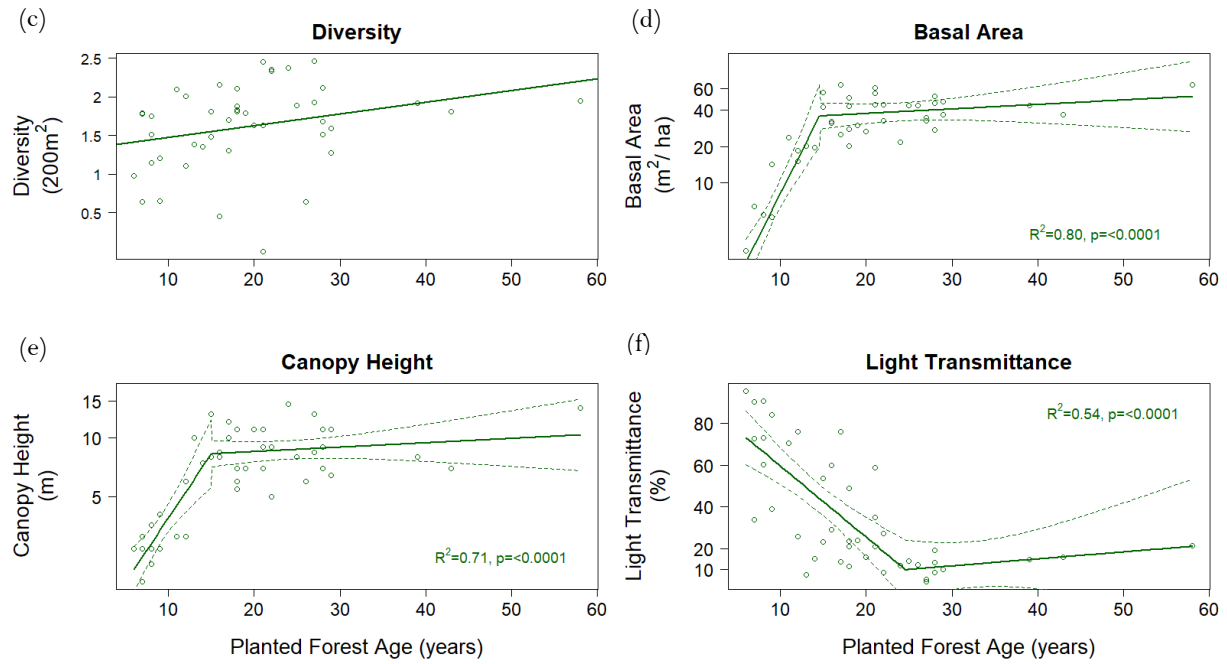 (c)
Diversity
Diversity
(200m²)
2.5
2
1.5
1
0.5
10 20 30 40 50 60
(d)
Basal Area
Basal Area
(m²/ ha)
60
40
20
10
R²=0.80, p=<0.0001
10 20 30 40 50 60
(e)
Canopy Height
Canopy Height
(m)
15
10
5
R²=0.71, p=<0.0001
10 20 30 40 50 60
Planted Forest Age (years)
(f)
Light Transmittance
Light Transmittance
(%)
80
60
40
20
10
R²=0.54, p=<0.0001
10 20 30 40 50 60
Planted Forest Age (years)